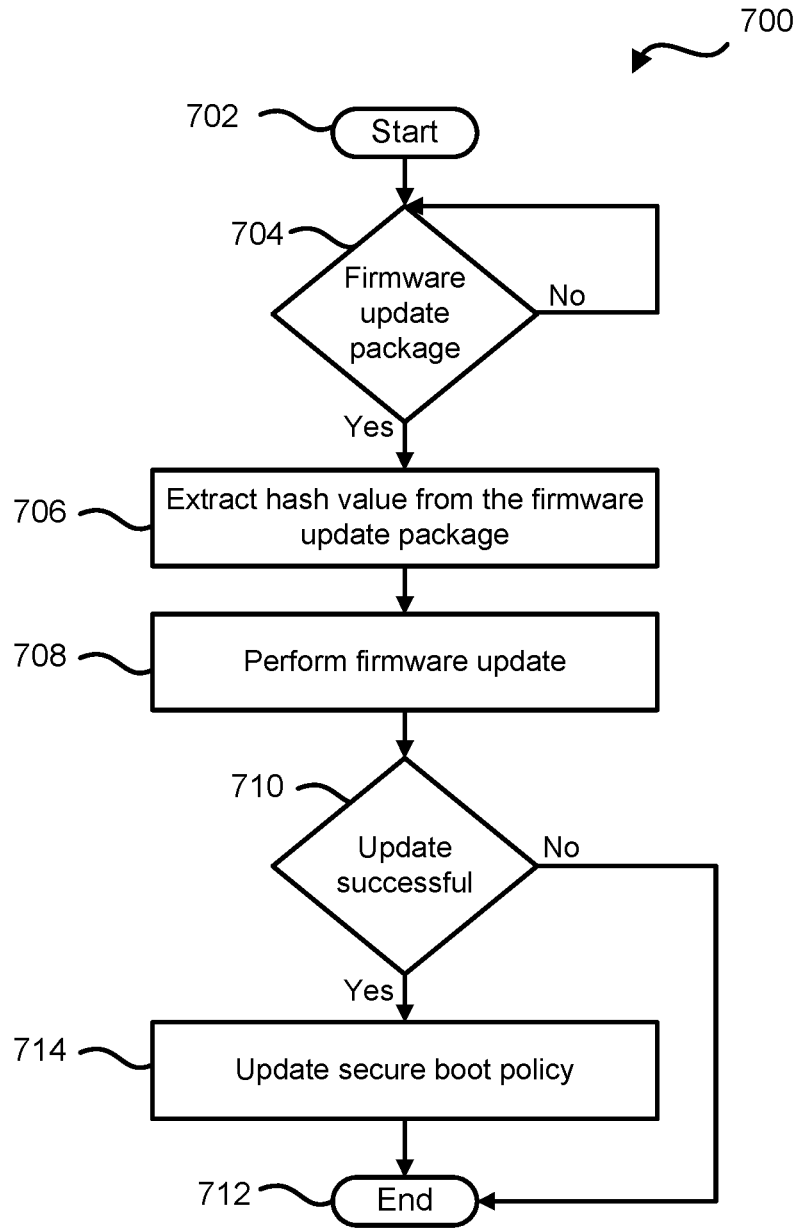 700
702
Start
704
Firmware
update
package
No
Yes
706
Extract hash value from the firmware
update package
708
Perform firmware update
710
Update
successful
No
Yes
714
Update secure boot policy
712
End